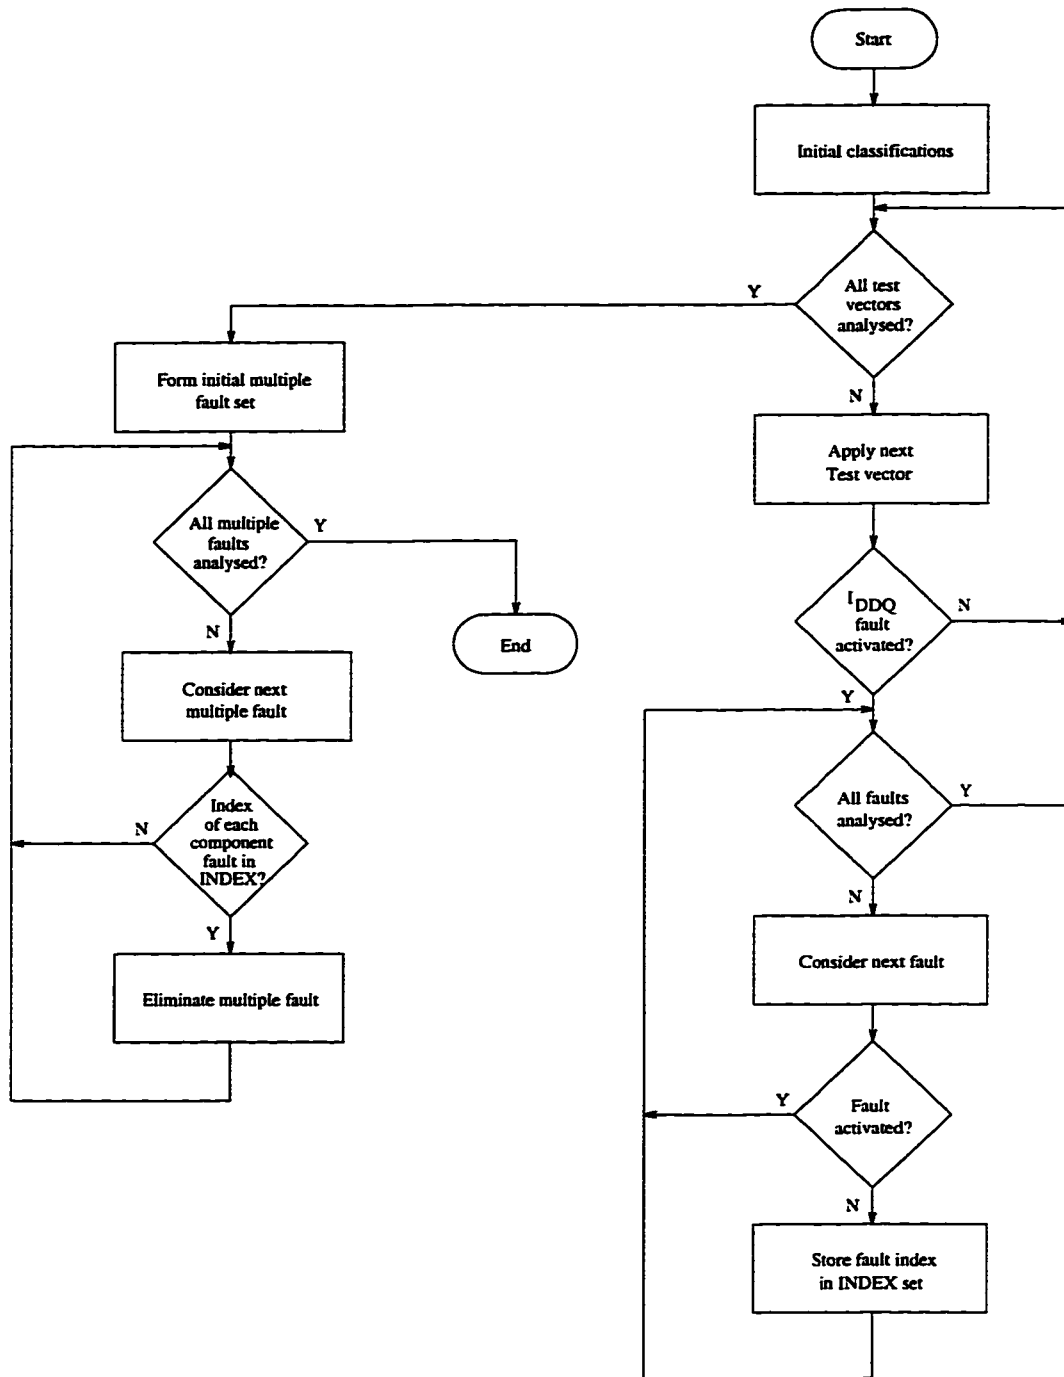 Start
Initial classifications
All test
vectors
analysed?
Y
N
Form initial multiple
fault set
Apply next
Test vector
All multiple
faults
analysed?
Y
N
End
IDDQ
fault
activated?
N
Y
Consider next
multiple fault
All faults
analysed?
Y
N
Index
of each
component
fault in
INDEX?
N
Y
Consider next fault
Eliminate multiple fault
Fault
activated?
Y
N
Store fault index
in INDEX set